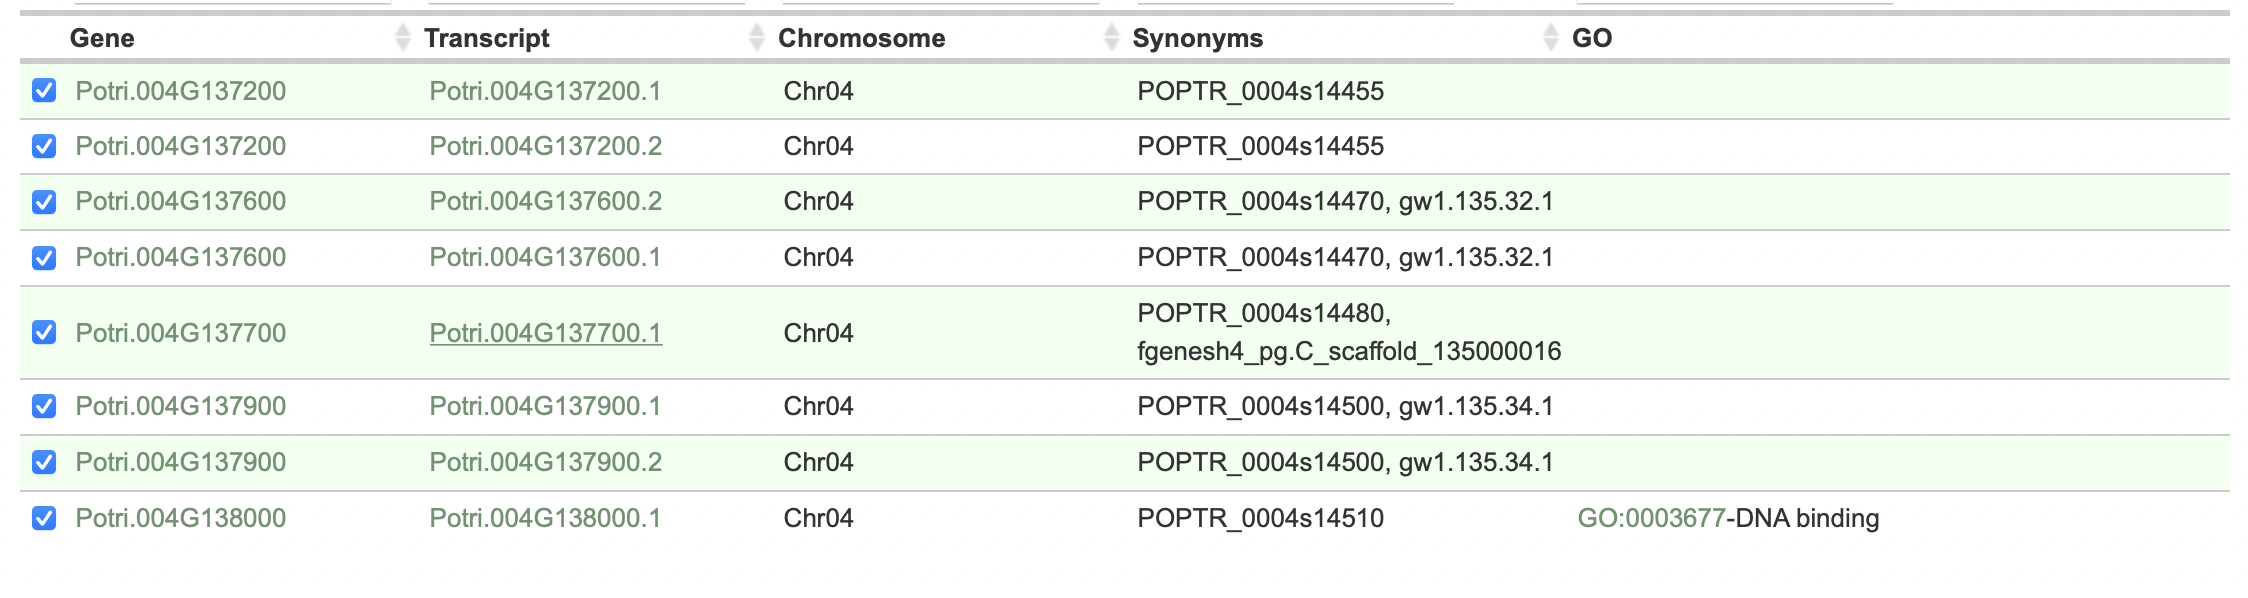 Gene Transcript Chromosome Synonyms GO
Potri.004G137200 Potri.004G137200.1 Chr04 POPTR_0004s14455
Potri.004G137200 Potri.004G137200.2 Chr04 POPTR_0004s14455
Potri.004G137600 Potri.004G137600.2 Chr04 POPTR_0004s14470, gw1.135.32.1
Potri.004G137600 Potri.004G137600.1 Chr04 POPTR_0004s14470, gw1.135.32.1
Potri.004G137700 Potri.004G137700.1 Chr04 POPTR_0004s14480,
fgenesh4_pg.C_scaffold_135000016
Potri.004G137900 Potri.004G137900.1 Chr04 POPTR_0004s14500, gw1.135.34.1
Potri.004G137900 Potri.004G137900.2 Chr04 POPTR_0004s14500, gw1.135.34.1
Potri.004G138000 Potri.004G138000.1 Chr04 POPTR_0004s14510 GO:0003677-DNA binding